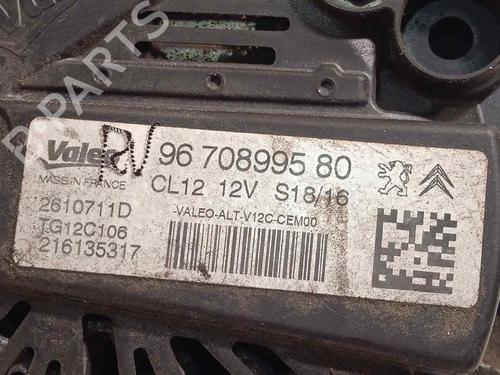 B-PARTS
Valeo
RV
96 708995 80
MADE IN FRANCE
CL12 12V S18/16
2610711D
-VALEO-ALT-V12C-CEM00
TG12C106
216135317